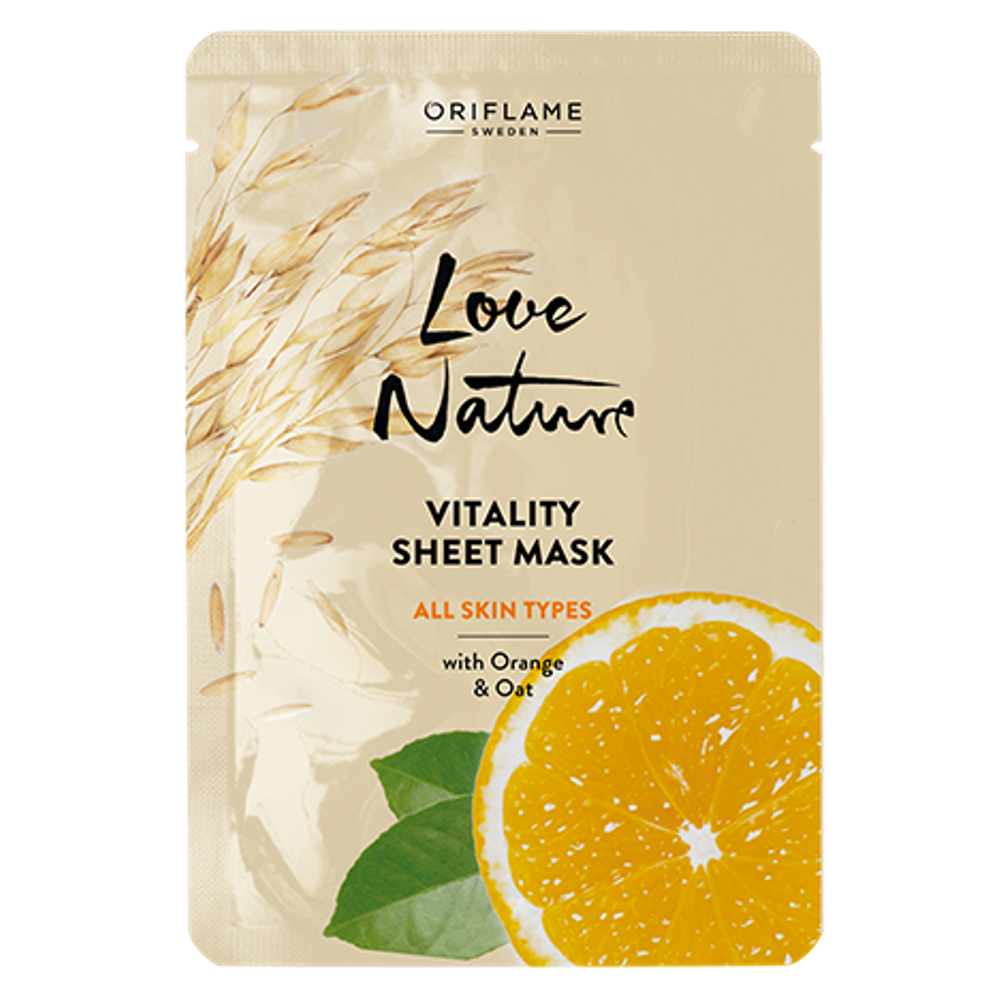 ORIFLAME
SWEDEN
Love
Nature
VITALITY
SHEET MASK
ALL SKIN TYPES
with Orange
& Oat